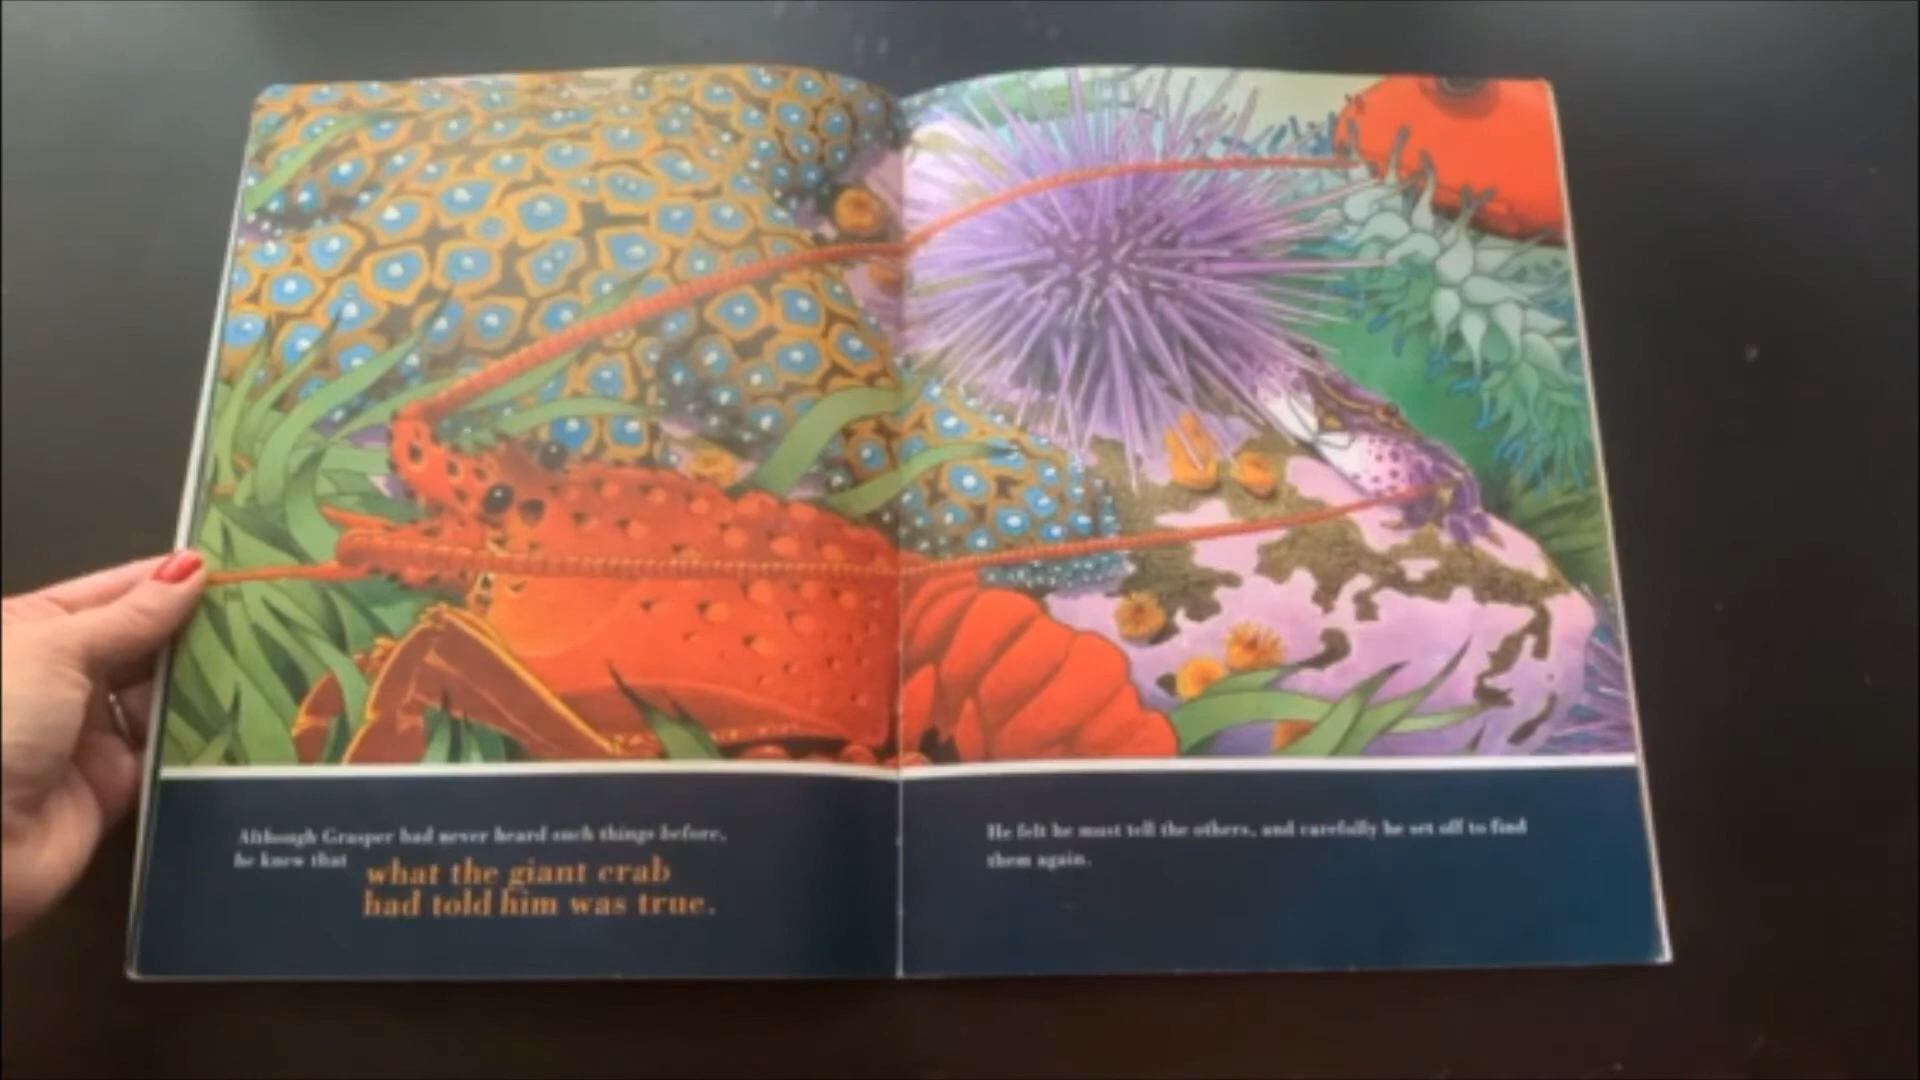 Although Grasper had never heard such things before,
he knew that
what the giant crab
had told him was true.
He felt he must tell the others, and carefully he set off to find
them again.